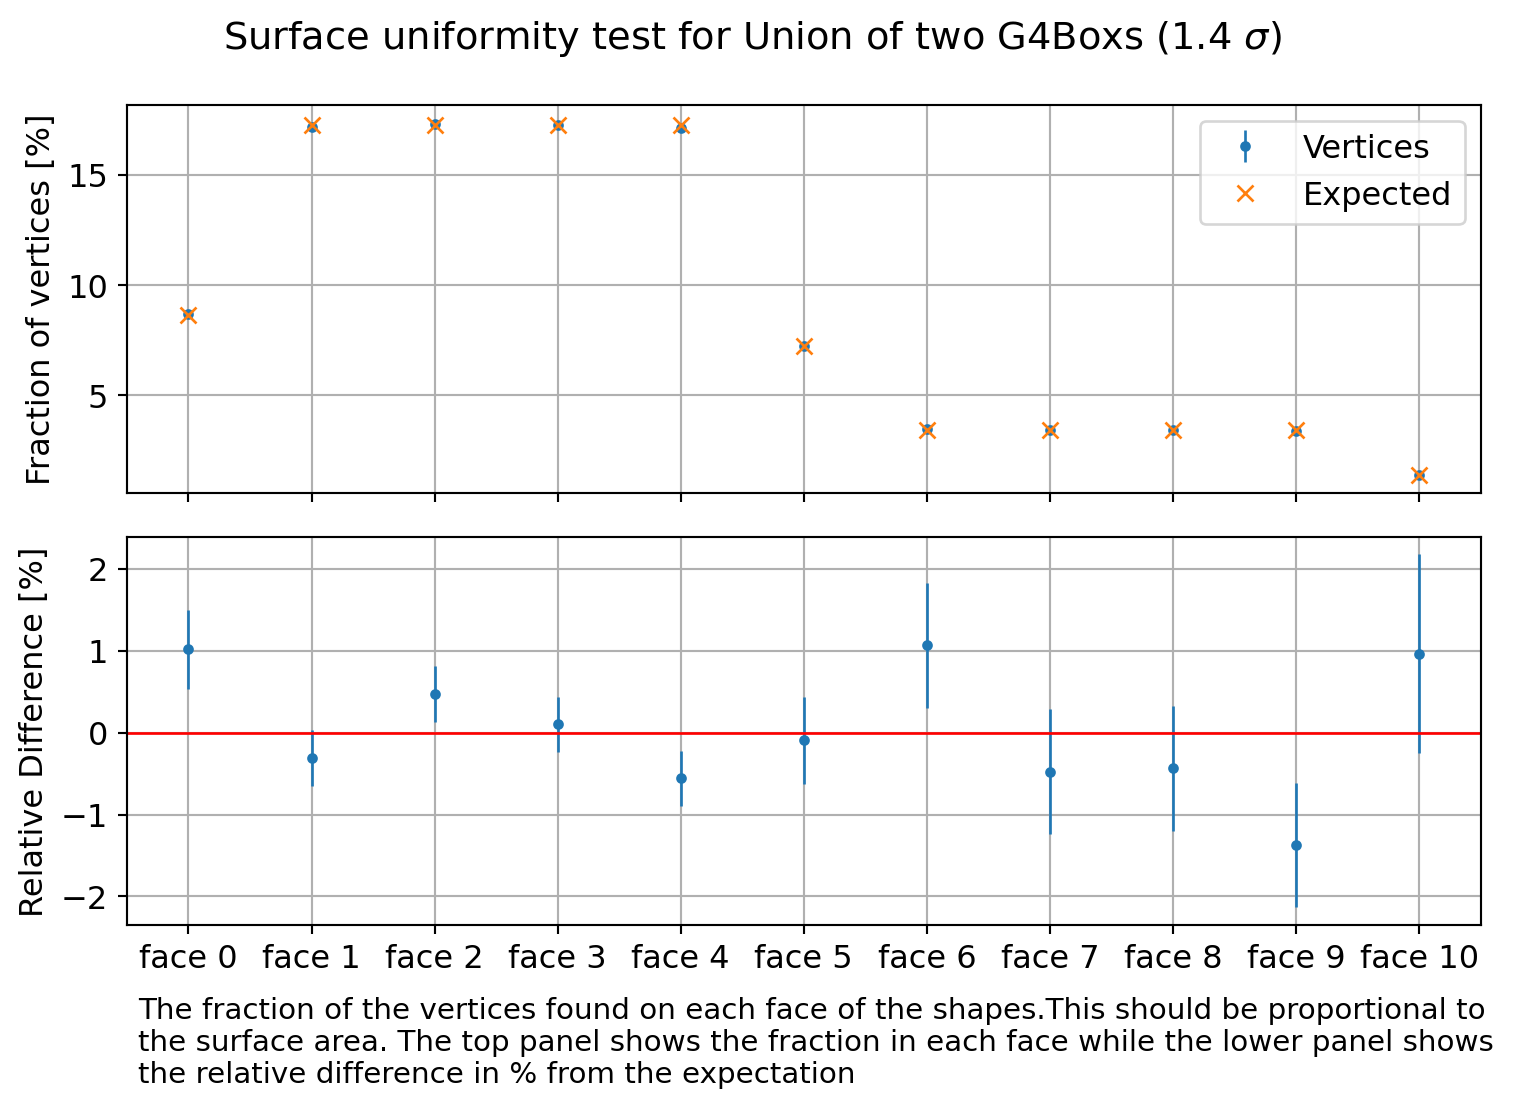 Surface uniformity test for Union of two G4Boxs (1.4 σ)
Fraction of vertices [%]
15
10
5
Vertices
Expected
Relative Difference [%]
2
1
0
−1
−2
face 0 face 1 face 2 face 3 face 4 face 5 face 6 face 7 face 8 face 9 face 10
The fraction of the vertices found on each face of the shapes.This should be proportional to
the surface area. The top panel shows the fraction in each face while the lower panel shows
the relative difference in % from the expectation